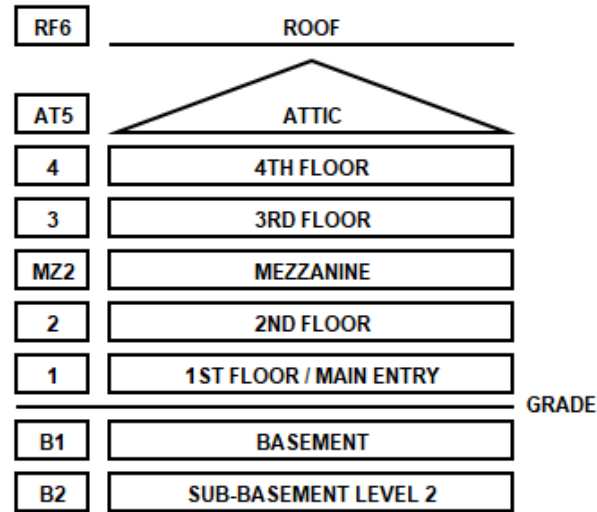 RF6 ROOF
AT5 ATTIC
4 4TH FLOOR
3 3RD FLOOR
MZ2 MEZZANINE
2 2ND FLOOR
1 1ST FLOOR / MAIN ENTRY
GRADE
B1 BASEMENT
B2 SUB-BASEMENT LEVEL 2